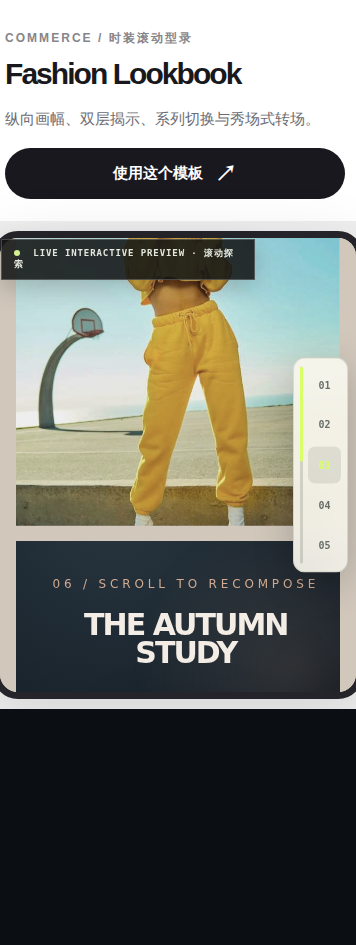 COMMERCE / 时装滚动型录
Fashion Lookbook
纵向画幅、双层揭示、系列切换与秀场式转场。
使用这个模板 ↗
LIVE INTERACTIVE PREVIEW · 滚动探
索
01
02
03
04
05
06 / SCROLL TO RECOMPOSE
THE AUTUMN
STUDY